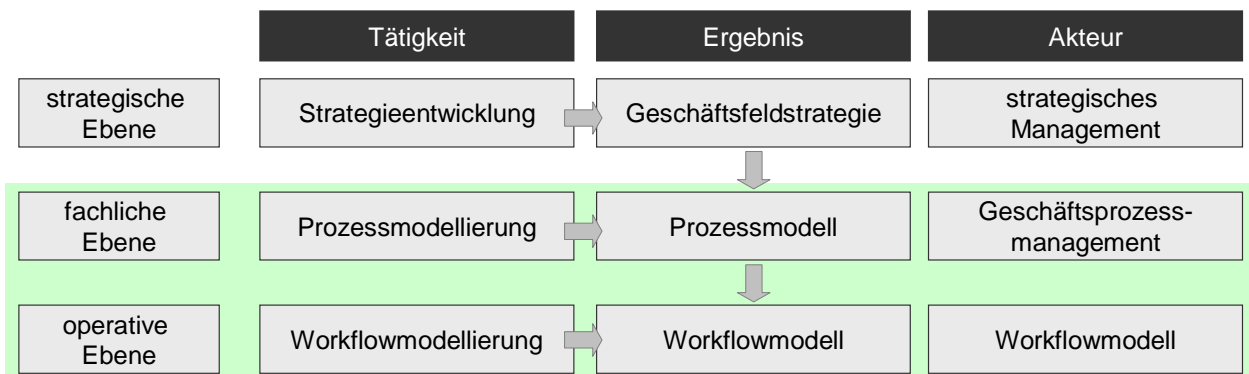 Tätigkeit
Ergebnis
Akteur
strategische
Ebene
Strategieentwicklung
Geschäftsfeldstrategie
strategisches
Management
fachliche
Ebene
Prozessmodellierung
Prozessmodell
Geschäftsprozess-
management
operative
Ebene
Workflowmodellierung
Workflowmodell
Workflowmodell